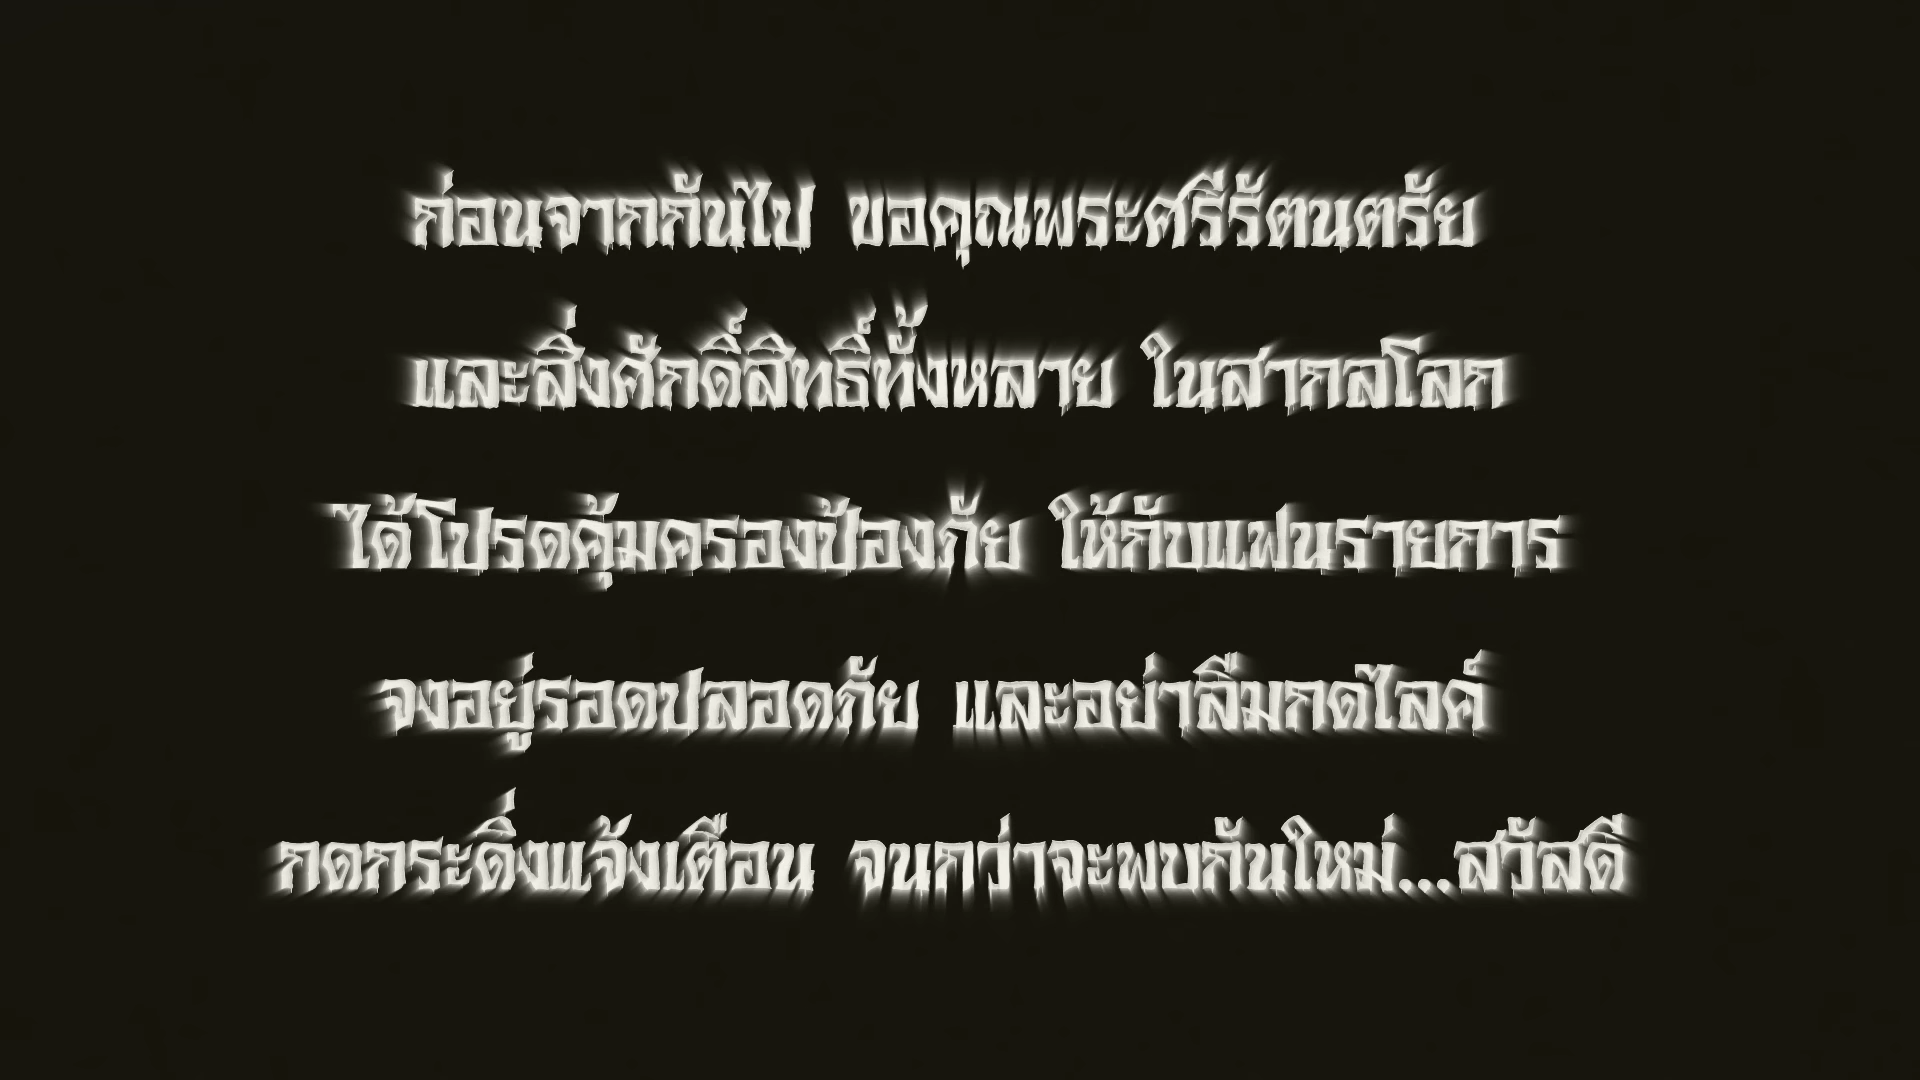 ก่อนจากกันไป ขอคุณพระศรีรัตนตรัย
และสิ่งศักดิ์สิทธิ์ทั้งหลาย ในสากลโลก
ได้โปรดคุ้มครองป้องภัย ให้กับแฟนรายการ
จงอยู่รอดปลอดภัย และอย่าลืมกดไลค์
กดกระดิ่งแจ้งเตือน จนกว่าจะพบกันใหม่...สวัสดี